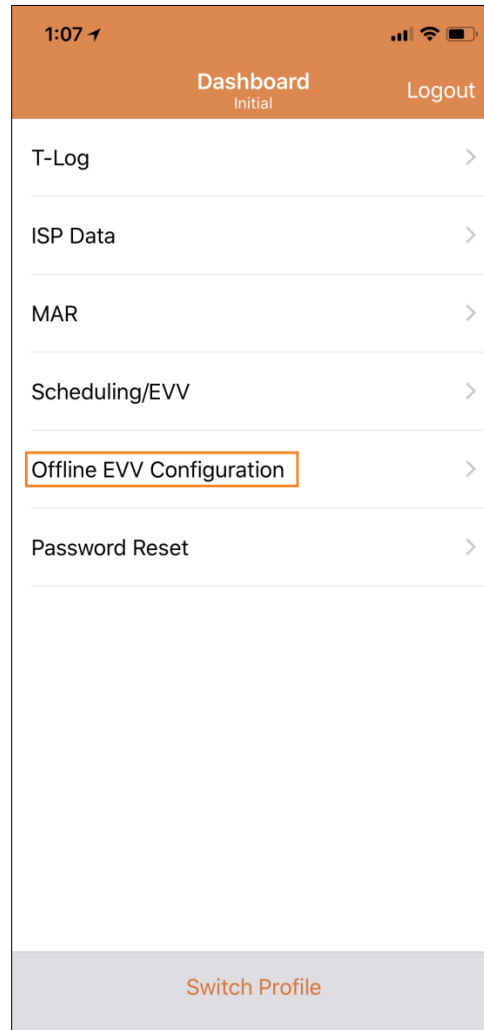 1:07
Dashboard
Initial
Logout
T-Log
ISP Data
MAR
Scheduling/EVV
Offline EVV Configuration
Password Reset
Switch Profile